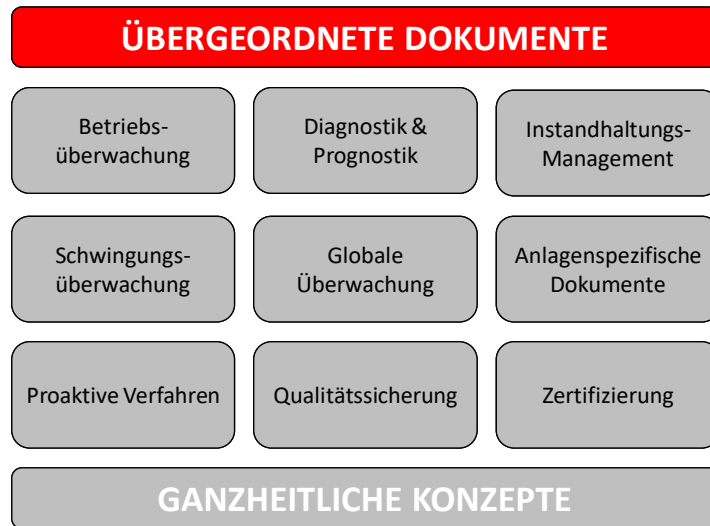 ÜBERGEORDNETE DOKUMENTE
Betriebs-
überwachung
Diagnostik &
Prognostik
Instandhaltungs-
Management
Schwingungs-
überwachung
Globale
Überwachung
Anlagenspezifische
Dokumente
Proaktive Verfahren
Qualitätssicherung
Zertifizierung
GANZHEITLICHE KONZEPTE